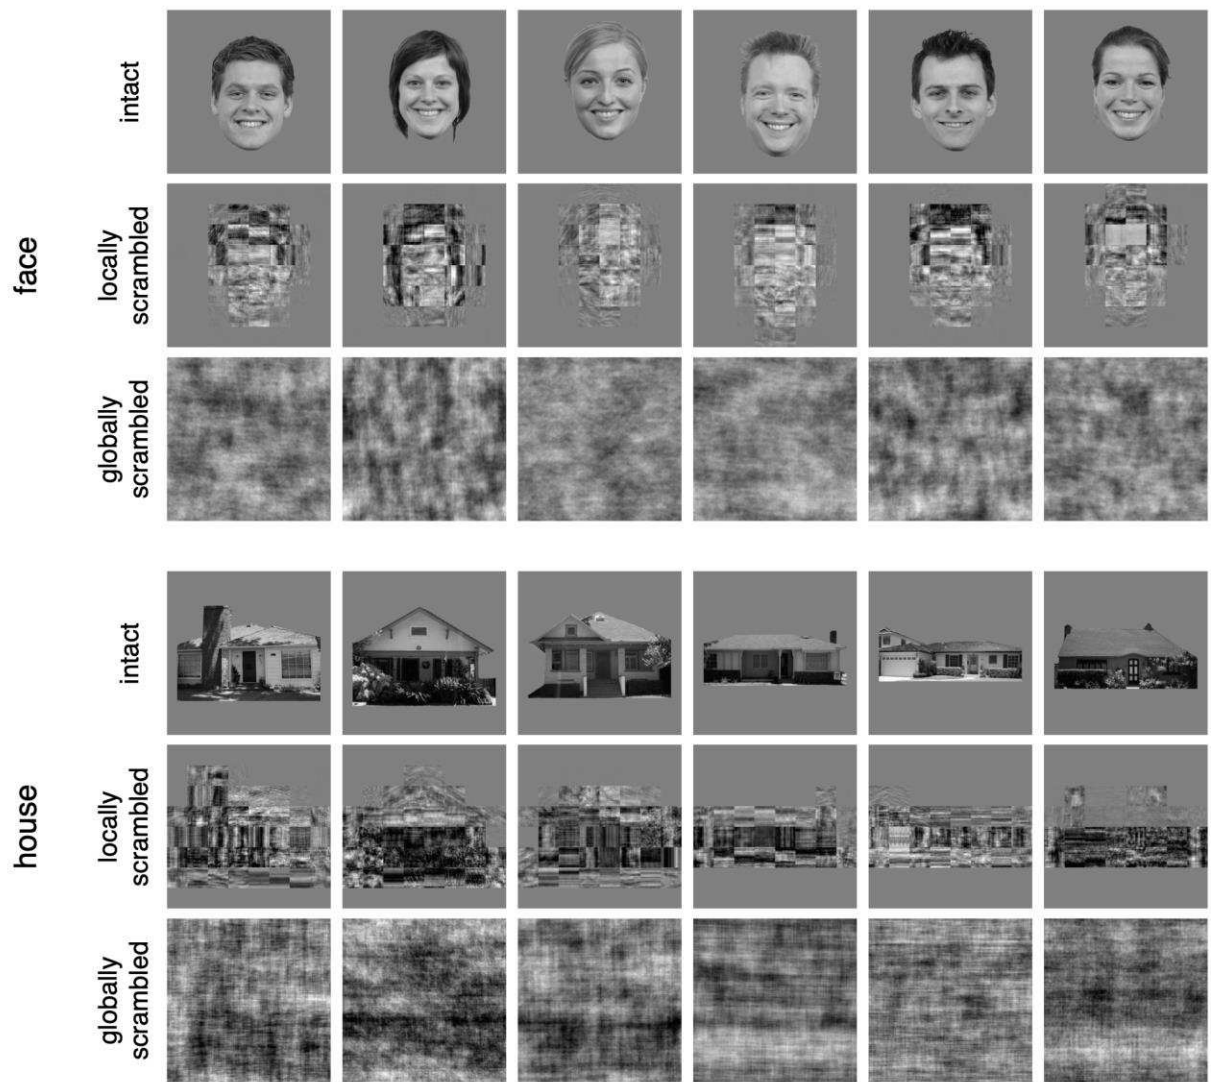 face
intact
locally
scrambled
globally
scrambled
house
intact
locally
scrambled
globally
scrambled